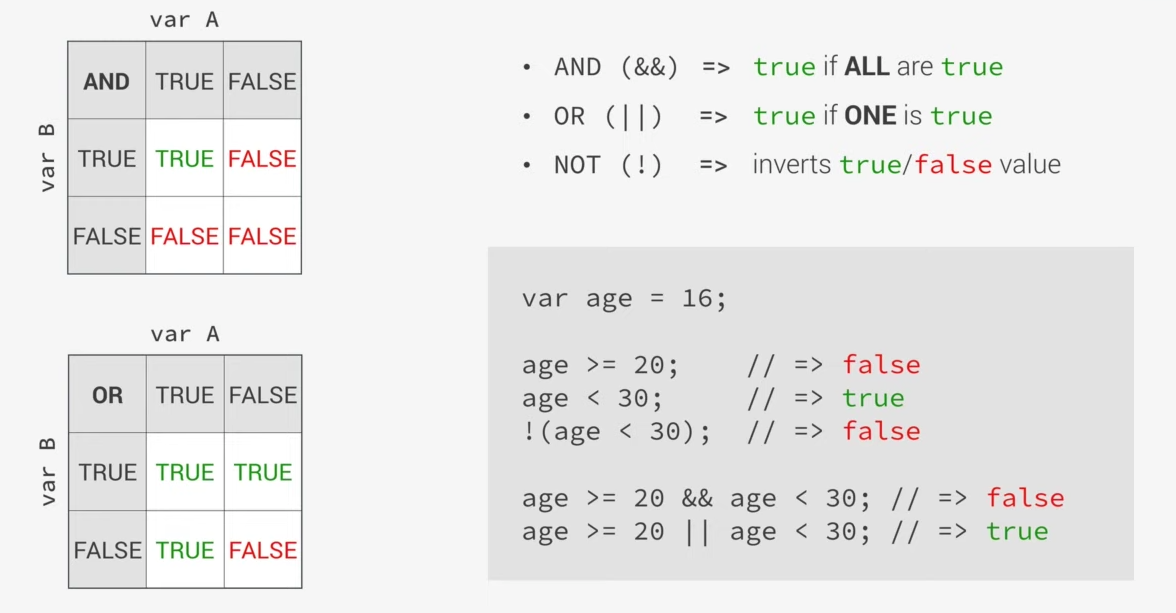 var A
var B
AND TRUE FALSE
TRUE TRUE FALSE
FALSE FALSE FALSE
var A
var B
OR TRUE FALSE
TRUE TRUE TRUE
FALSE TRUE FALSE
• AND (&&) => true if ALL are true
• OR (||) => true if ONE is true
• NOT (!) => inverts true/false value
var age = 16;
age >= 20; // => false
age < 30; // => true
!(age < 30); // => false
age >= 20 && age < 30; // => false
age >= 20 || age < 30; // => true